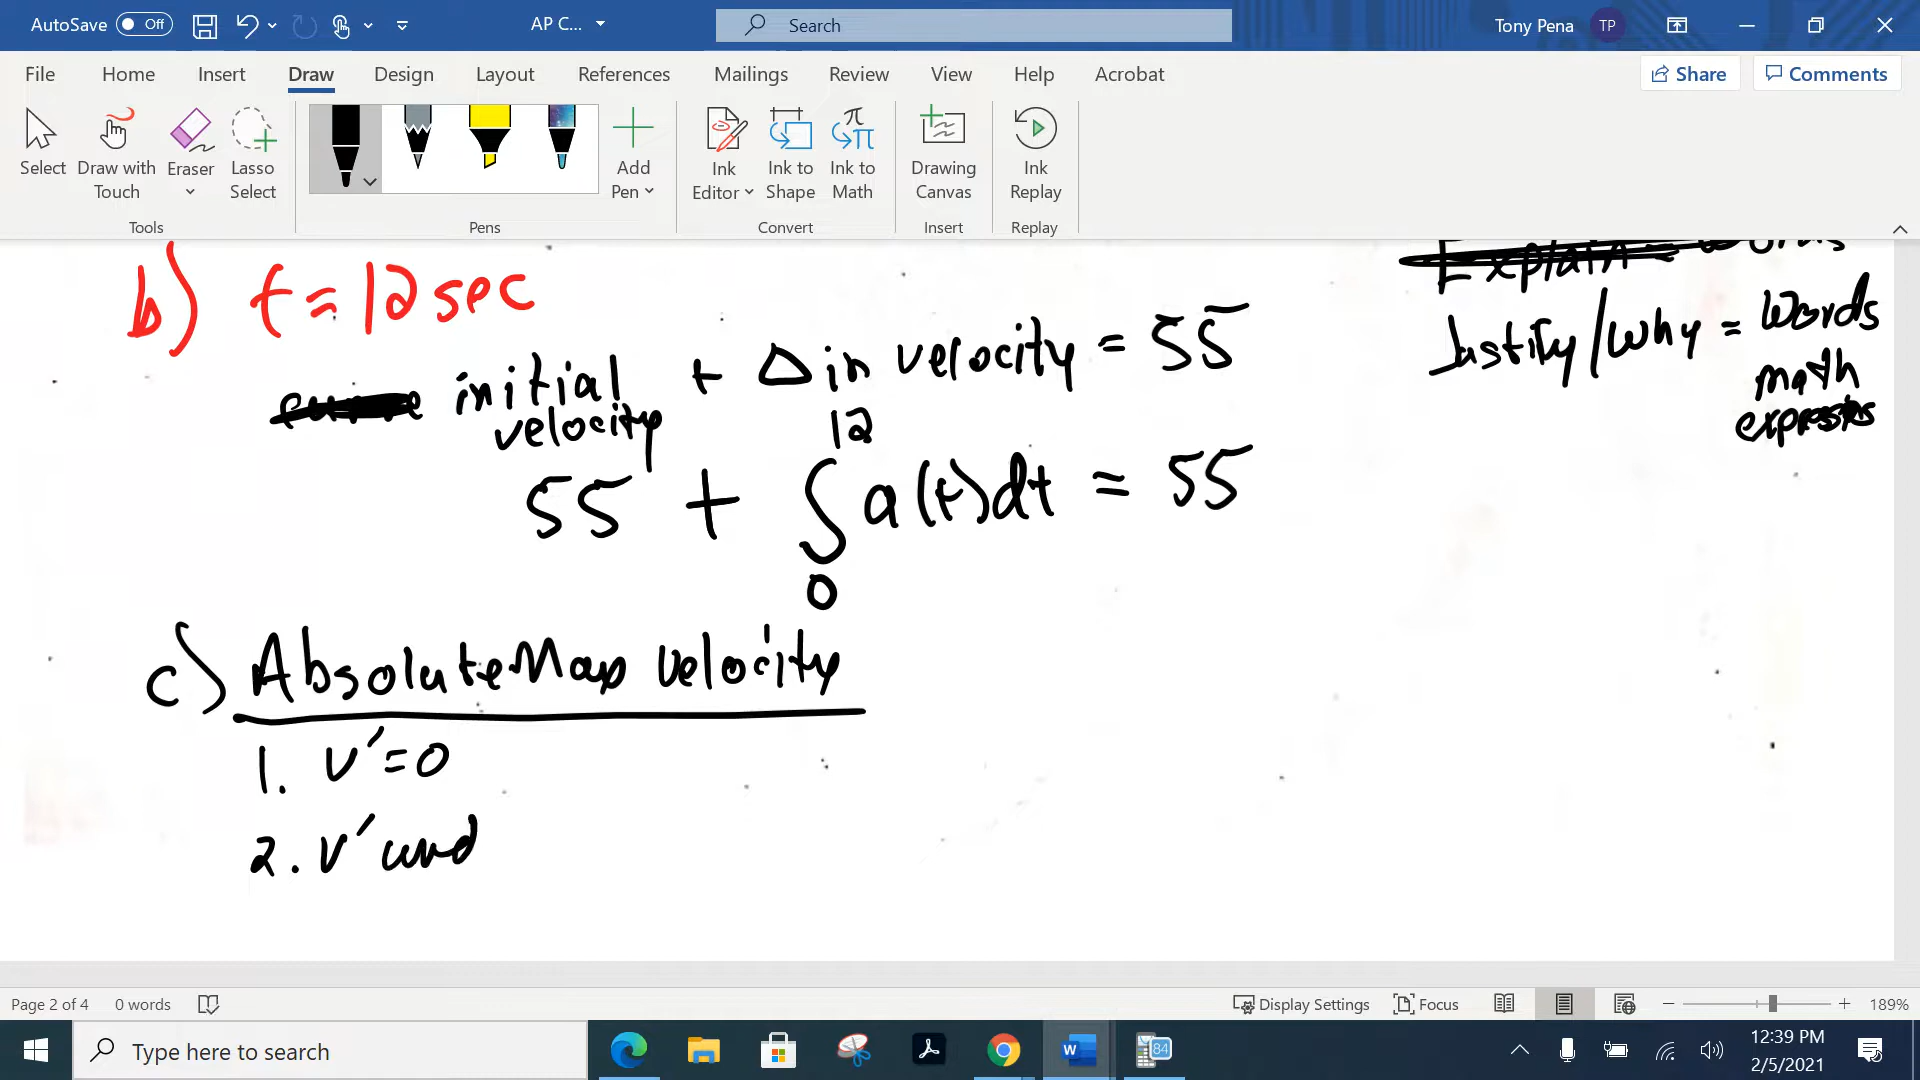 AutoSave Off AP C... Search Tony Pena TP
File Home Insert Draw Design Layout References Mailings Review View Help Acrobat Share Comments
Select Draw with Touch Eraser Lasso Select Add Pen Ink Editor Ink to Shape Ink to Math Drawing Canvas Ink Replay
Tools Pens Convert Insert Replay
b) t = 12 sec
initial velocity + Δ in velocity = 55
55 + ∫₀¹² a(t)dt = 55
Explain = words
Justify/Why = words
math
c) Absolute Max velocity
1. v' = 0
2. v' und
Page 2 of 4 0 words Display Settings Focus 189%
Type here to search W 84 12:39 PM
2/5/2021